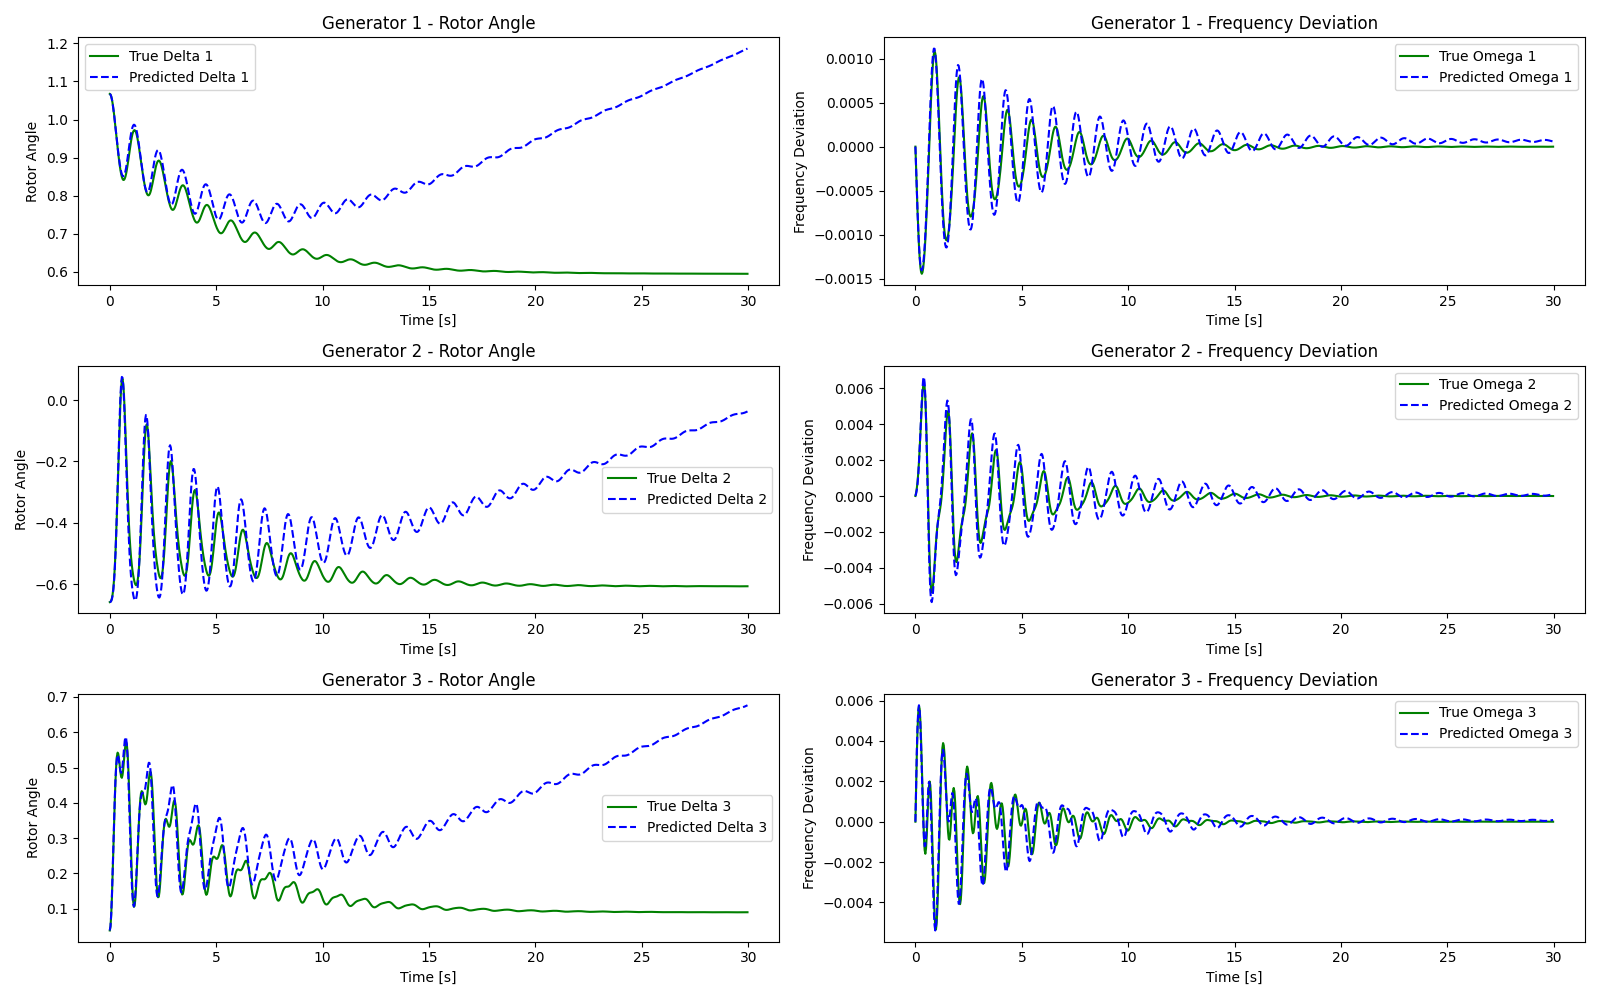 Generator 1 - Rotor Angle
Rotor Angle
1.2
1.1
1.0
0.9
0.8
0.7
0.6
True Delta 1
Predicted Delta 1
0 5 10 15 20 25 30
Time [s]
Generator 1 - Frequency Deviation
Frequency Deviation
0.0010
0.0005
0.0000
−0.0005
−0.0010
−0.0015
True Omega 1
Predicted Omega 1
0 5 10 15 20 25 30
Time [s]
Generator 2 - Rotor Angle
Rotor Angle
0.0
−0.2
−0.4
−0.6
True Delta 2
Predicted Delta 2
0 5 10 15 20 25 30
Time [s]
Generator 2 - Frequency Deviation
Frequency Deviation
0.006
0.004
0.002
0.000
−0.002
−0.004
−0.006
True Omega 2
Predicted Omega 2
0 5 10 15 20 25 30
Time [s]
Generator 3 - Rotor Angle
Rotor Angle
0.7
0.6
0.5
0.4
0.3
0.2
0.1
True Delta 3
Predicted Delta 3
0 5 10 15 20 25 30
Time [s]
Generator 3 - Frequency Deviation
Frequency Deviation
0.006
0.004
0.002
0.000
−0.002
−0.004
True Omega 3
Predicted Omega 3
0 5 10 15 20 25 30
Time [s]